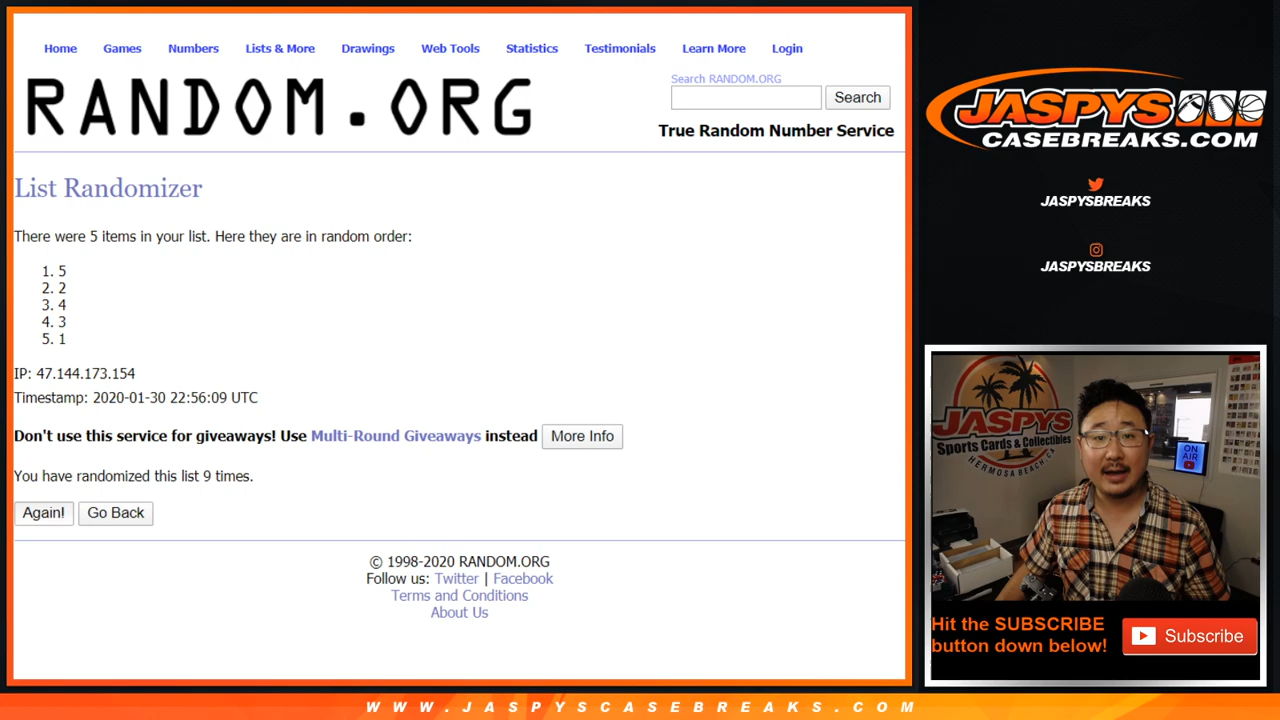 Home Games Numbers Lists & More Drawings Web Tools Statistics Testimonials Learn More Login
RANDOM.ORG
Search RANDOM.ORG
Search
True Random Number Service
List Randomizer
There were 5 items in your list. Here they are in random order:
1. 5
2. 2
3. 4
4. 3
5. 1
IP: 47.144.173.154
Timestamp: 2020-01-30 22:56:09 UTC
Don't use this service for giveaways! Use Multi-Round Giveaways instead More Info
You have randomized this list 9 times.
Again! Go Back
© 1998-2020 RANDOM.ORG
Follow us: Twitter | Facebook
Terms and Conditions
About Us
JASPYS
CASEBREAKS.COM
JASPYSBREAKS
JASPYSBREAKS
JASPYS
Sports Cards & Collectibles
HERMOSA BEACH, CA
ON
AIR
Hit the SUBSCRIBE
button down below!
Subscribe
WWW.JASPYSCASEBREAKS.COM